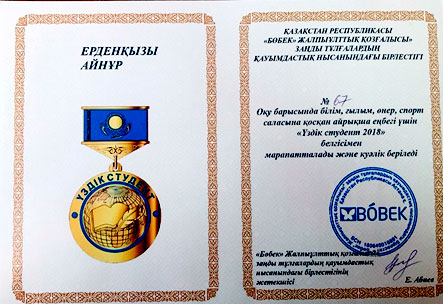 ЕРДЕНҚЫЗЫ
АЙНҰР
ҮЗДІК СТУДЕНТ
ҚАЗАҚСТАН РЕСПУБЛИКАСЫ
«БӨБЕК» ЖАЛПЫҰЛТТЫҚ ҚОЗҒАЛЫСЫ»
ЗАҢДЫ ТҰЛҒАЛАРДЫҢ
ҚАУЫМДАСТЫҚ НЫСАНЫНДАҒЫ БІРЛЕСТІГІ
№ 67
Оқу барысында білім, ғылым, өнер, спорт
саласына қосқан айрықша еңбегі үшін
«Үздік студент 2018»
белгісімен
марапатталады және куәлік беріледі
BÓBEK
«Бөбек» Жалпыұлттық
заңды тұлғалардың қауымдастық
нысанындағы бірлестігінің
жетекшісі
Е. Абаев